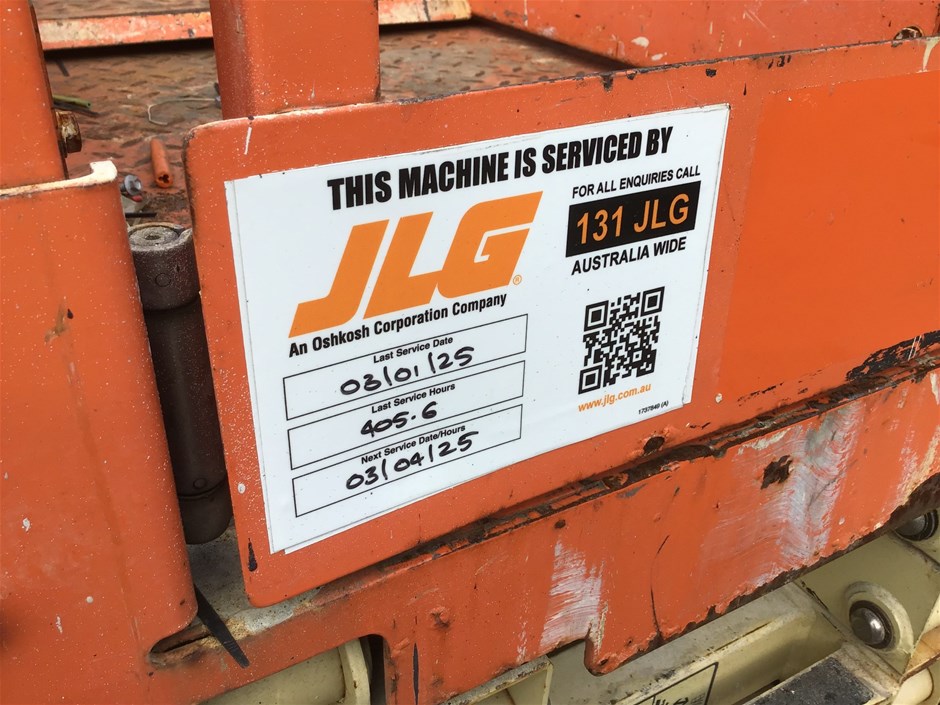 THIS MACHINE IS SERVICED BY
JLG®
An Oshkosh Corporation Company
FOR ALL ENQUIRIES CALL
131 JLG
AUSTRALIA WIDE
Last Service Date
03/01/25
Last Service Hours
405.6
Next Service Date/Hours
03/04/25
www.jlg.com.au
1737849 (A)